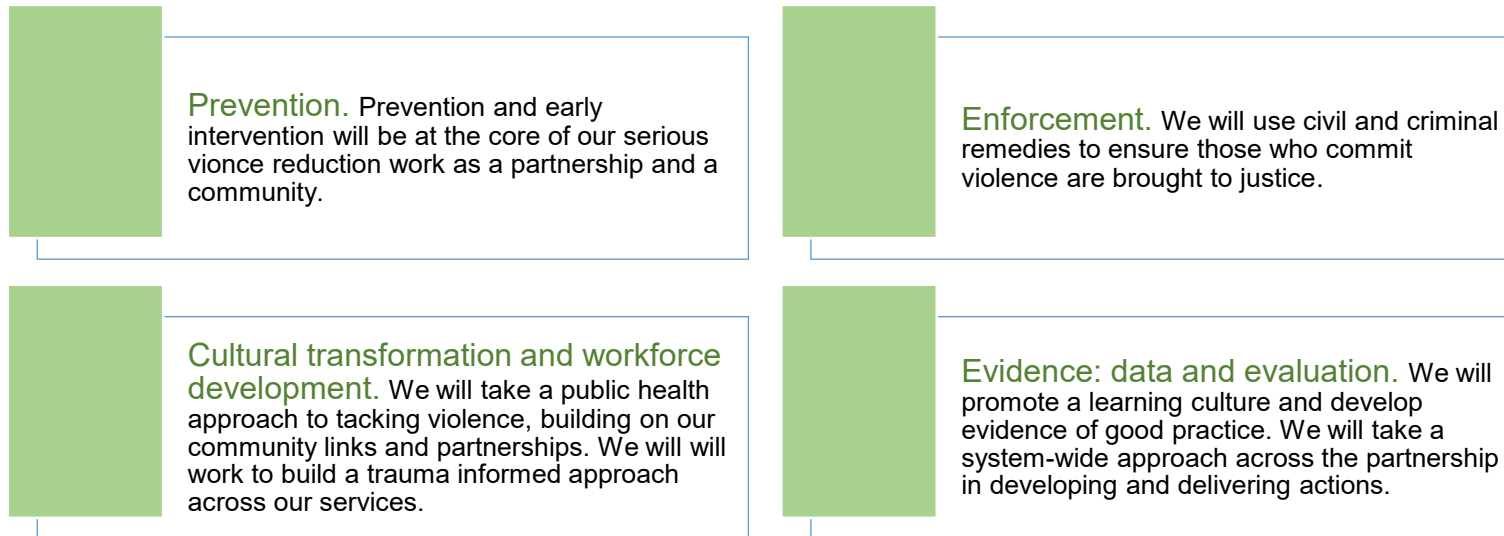 Prevention. Prevention and early
intervention will be at the core of our serious
vionce reduction work as a partnership and a
community.
Enforcement. We will use civil and criminal
remedies to ensure those who commit
violence are brought to justice.
Cultural transformation and workforce
development. We will take a public health
approach to tacking violence, building on our
community links and partnerships. We will will
work to build a trauma informed approach
across our services.
Evidence: data and evaluation. We will
promote a learning culture and develop
evidence of good practice. We will take a
system-wide approach across the partnership
in developing and delivering actions.